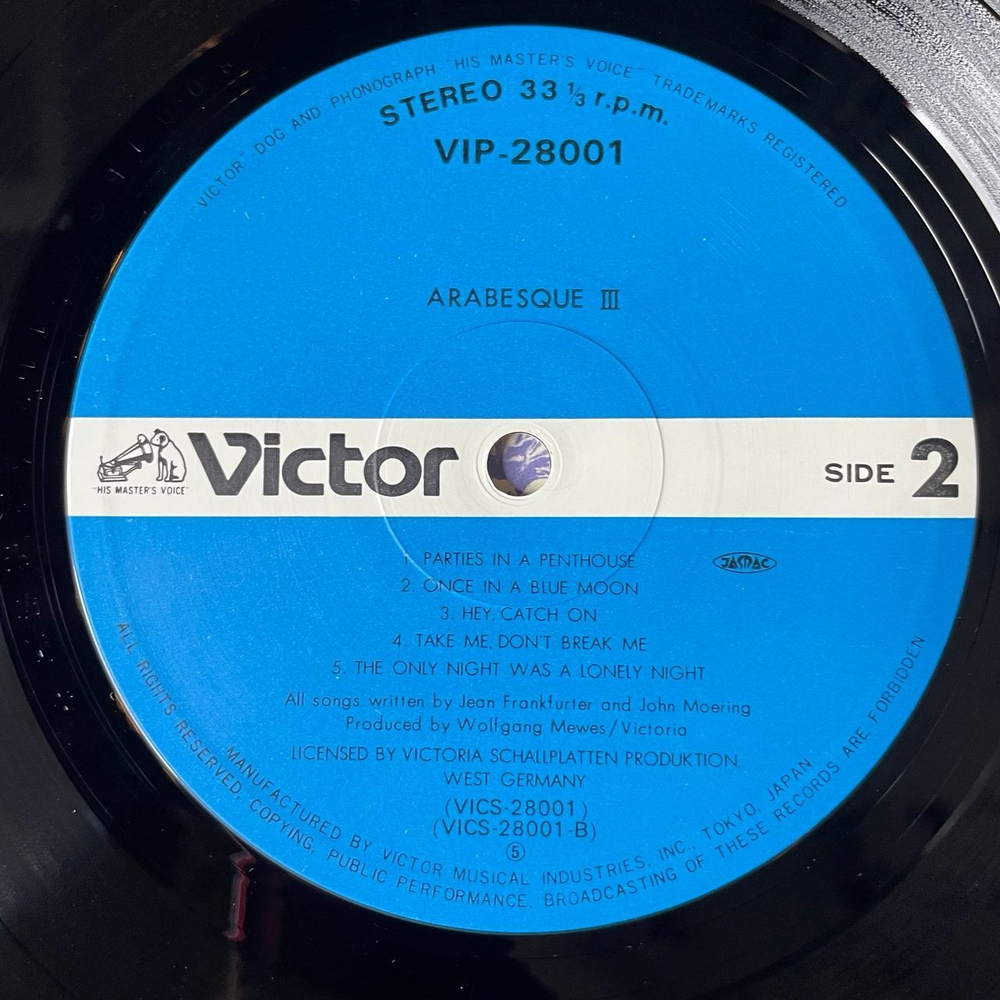 "VICTOR" DOG AND PHONOGRAPH "HIS MASTER'S VOICE" TRADEMARKS REGISTERED
STEREO 33 1/3 r.p.m.
VIP-28001
ARABESQUE III
"HIS MASTER'S VOICE"
Victor
SIDE 2
1. PARTIES IN A PENTHOUSE
JASRAC
2. ONCE IN A BLUE MOON
3. HEY, CATCH ON
4. TAKE ME, DON'T BREAK ME
5. THE ONLY NIGHT WAS A LONELY NIGHT
All songs written by Jean Frankfurter and John Moering
Produced by Wolfgang Mewes/Victoria
LICENSED BY VICTORIA SCHALLPLATTEN PRODUKTION,
WEST GERMANY
(VICS-28001)
(VICS-28001-B)
⑤
MANUFACTURED BY VICTOR MUSICAL INDUSTRIES, INC., TOKYO, JAPAN
ALL RIGHTS RESERVED, COPYING, PUBLIC PERFORMANCE, BROADCASTING OF THESE RECORDS ARE FORBIDDEN